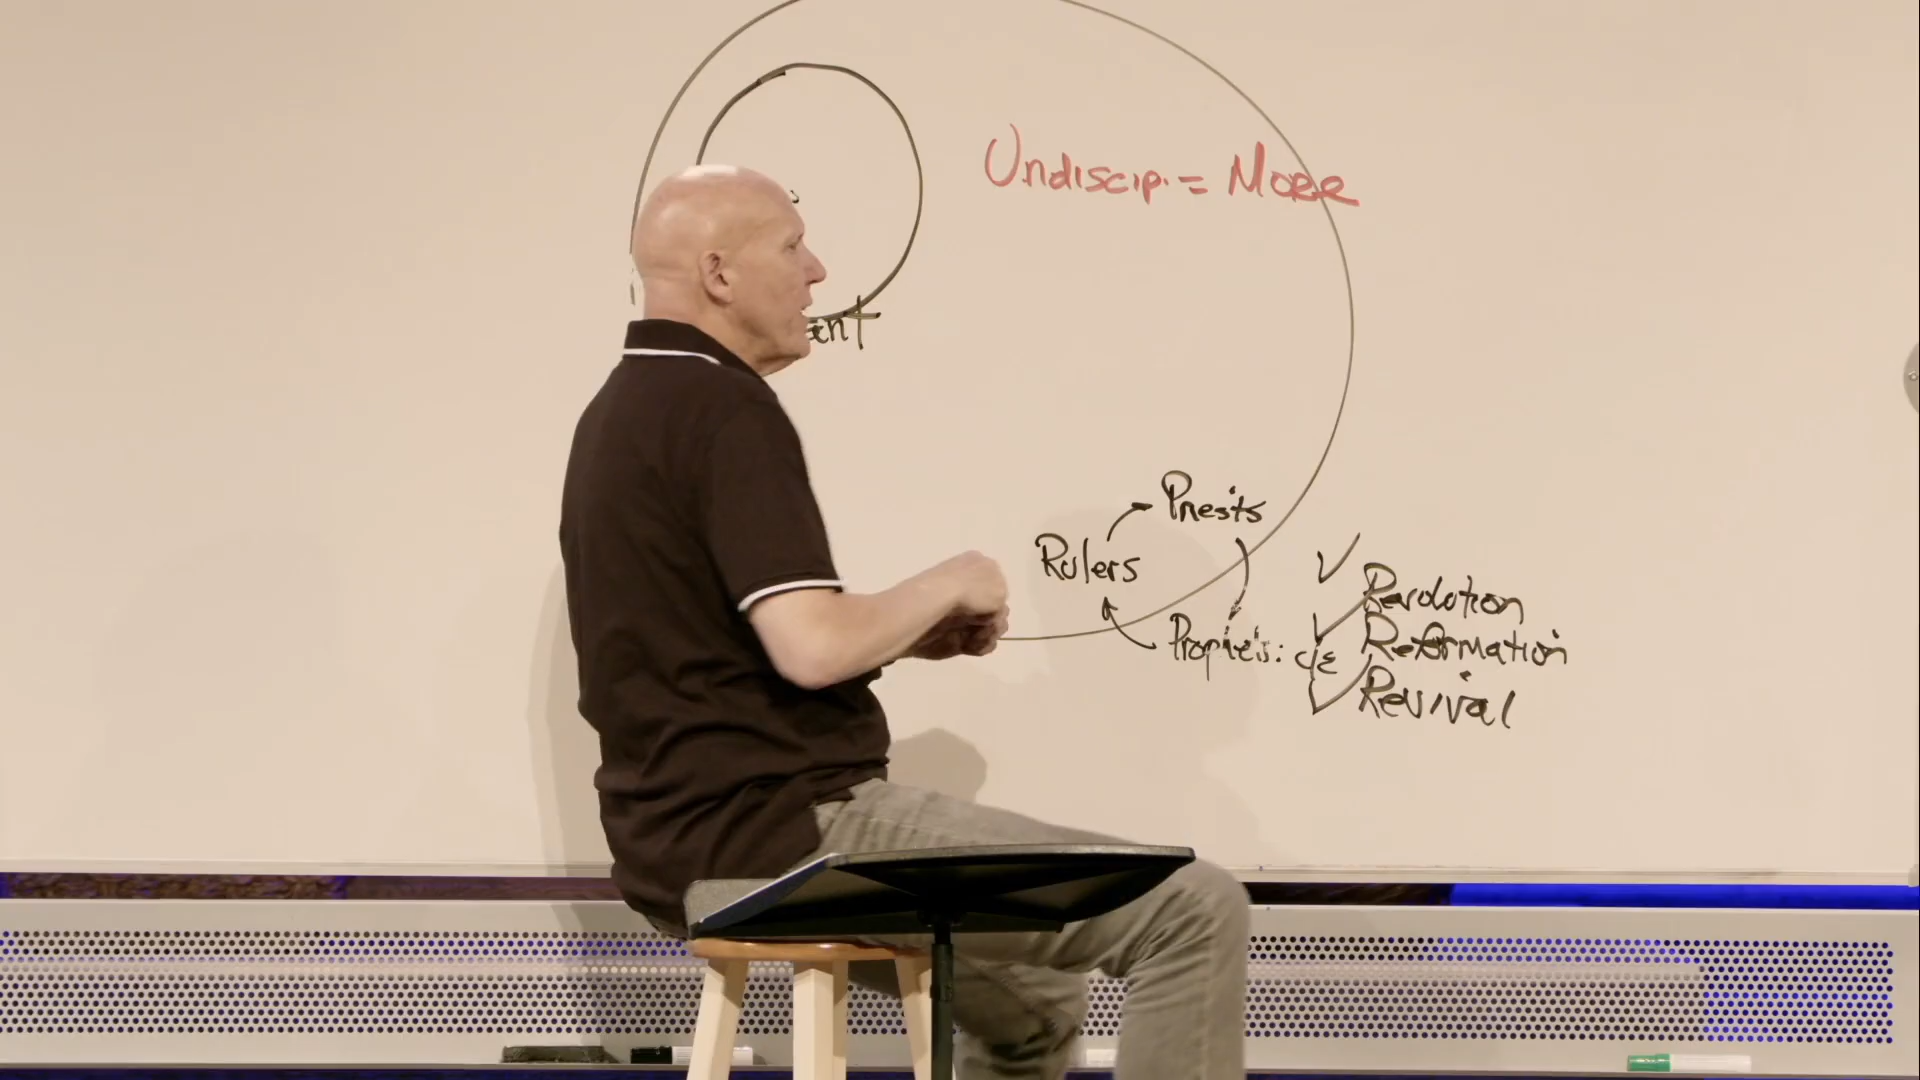 Undiscip. = More
Priests
Rulers
Prophets:
Revolution
Reformation
Revival